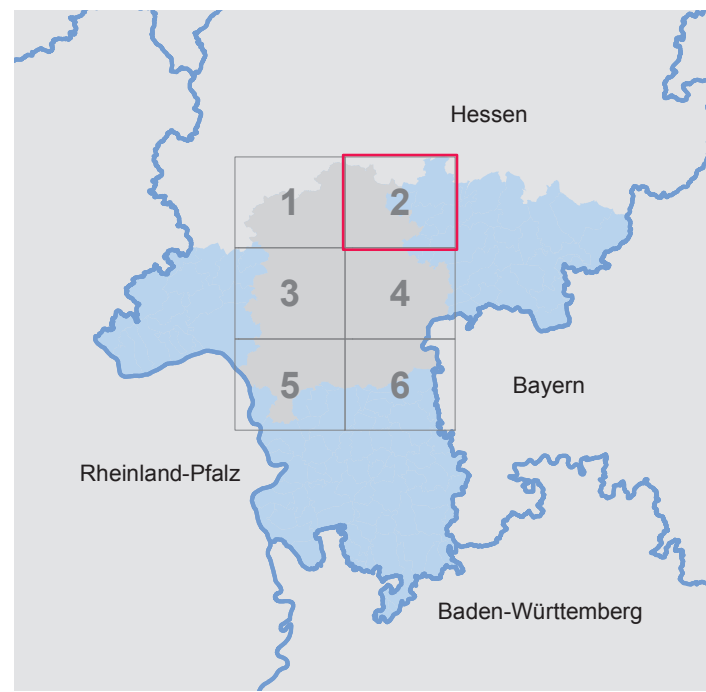 Hessen
1 2
3 4
5 6
Bayern
Rheinland-Pfalz
Baden-Württemberg